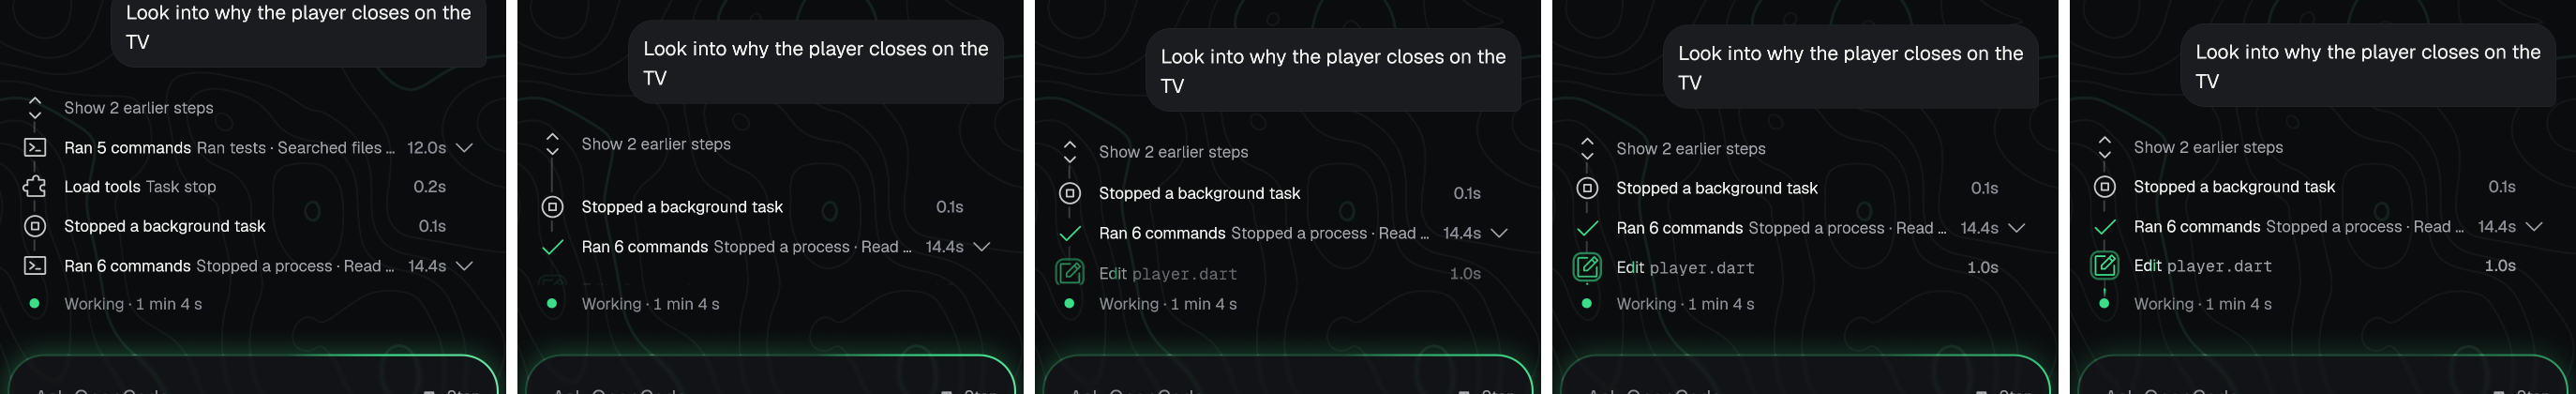 Look into why the player closes on the
TV
Show 2 earlier steps
Ran 5 commands Ran tests · Searched files ... 12.0s
Load tools Task stop 0.2s
Stopped a background task 0.1s
Ran 6 commands Stopped a process · Read ... 14.4s
Working · 1 min 4 s
Look into why the player closes on the
TV
Show 2 earlier steps
Stopped a background task 0.1s
Ran 6 commands Stopped a process · Read ... 14.4s
Working · 1 min 4 s
Look into why the player closes on the
TV
Show 2 earlier steps
Stopped a background task 0.1s
Ran 6 commands Stopped a process · Read ... 14.4s
Edit player.dart 1.0s
Working · 1 min 4 s
Look into why the player closes on the
TV
Show 2 earlier steps
Stopped a background task 0.1s
Ran 6 commands Stopped a process · Read ... 14.4s
Edit player.dart 1.0s
Working · 1 min 4 s
Look into why the player closes on the
TV
Show 2 earlier steps
Stopped a background task 0.1s
Ran 6 commands Stopped a process · Read ... 14.4s
Edit player.dart 1.0s
Working · 1 min 4 s